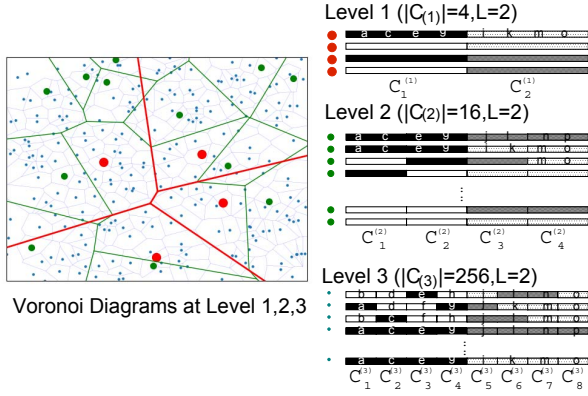 Level 1 (|C(1)|=4,L=2)
a c e g i k m o
C₁⁽¹⁾ C₂⁽¹⁾
Level 2 (|C(2)|=16,L=2)
a c e g j l n p
a c e g i k m o
m o
⋮
C₁⁽²⁾ C₂⁽²⁾ C₃⁽²⁾ C₄⁽²⁾
Voronoi Diagrams at Level 1,2,3
Level 3 (|C(3)|=256,L=2)
b d e h i l n o
a d f g j k m o
b c f h j l m o
a c e g j l n p
⋮
a c e g i k m o
C₁⁽³⁾ C₂⁽³⁾ C₃⁽³⁾ C₄⁽³⁾ C₅⁽³⁾ C₆⁽³⁾ C₇⁽³⁾ C₈⁽³⁾